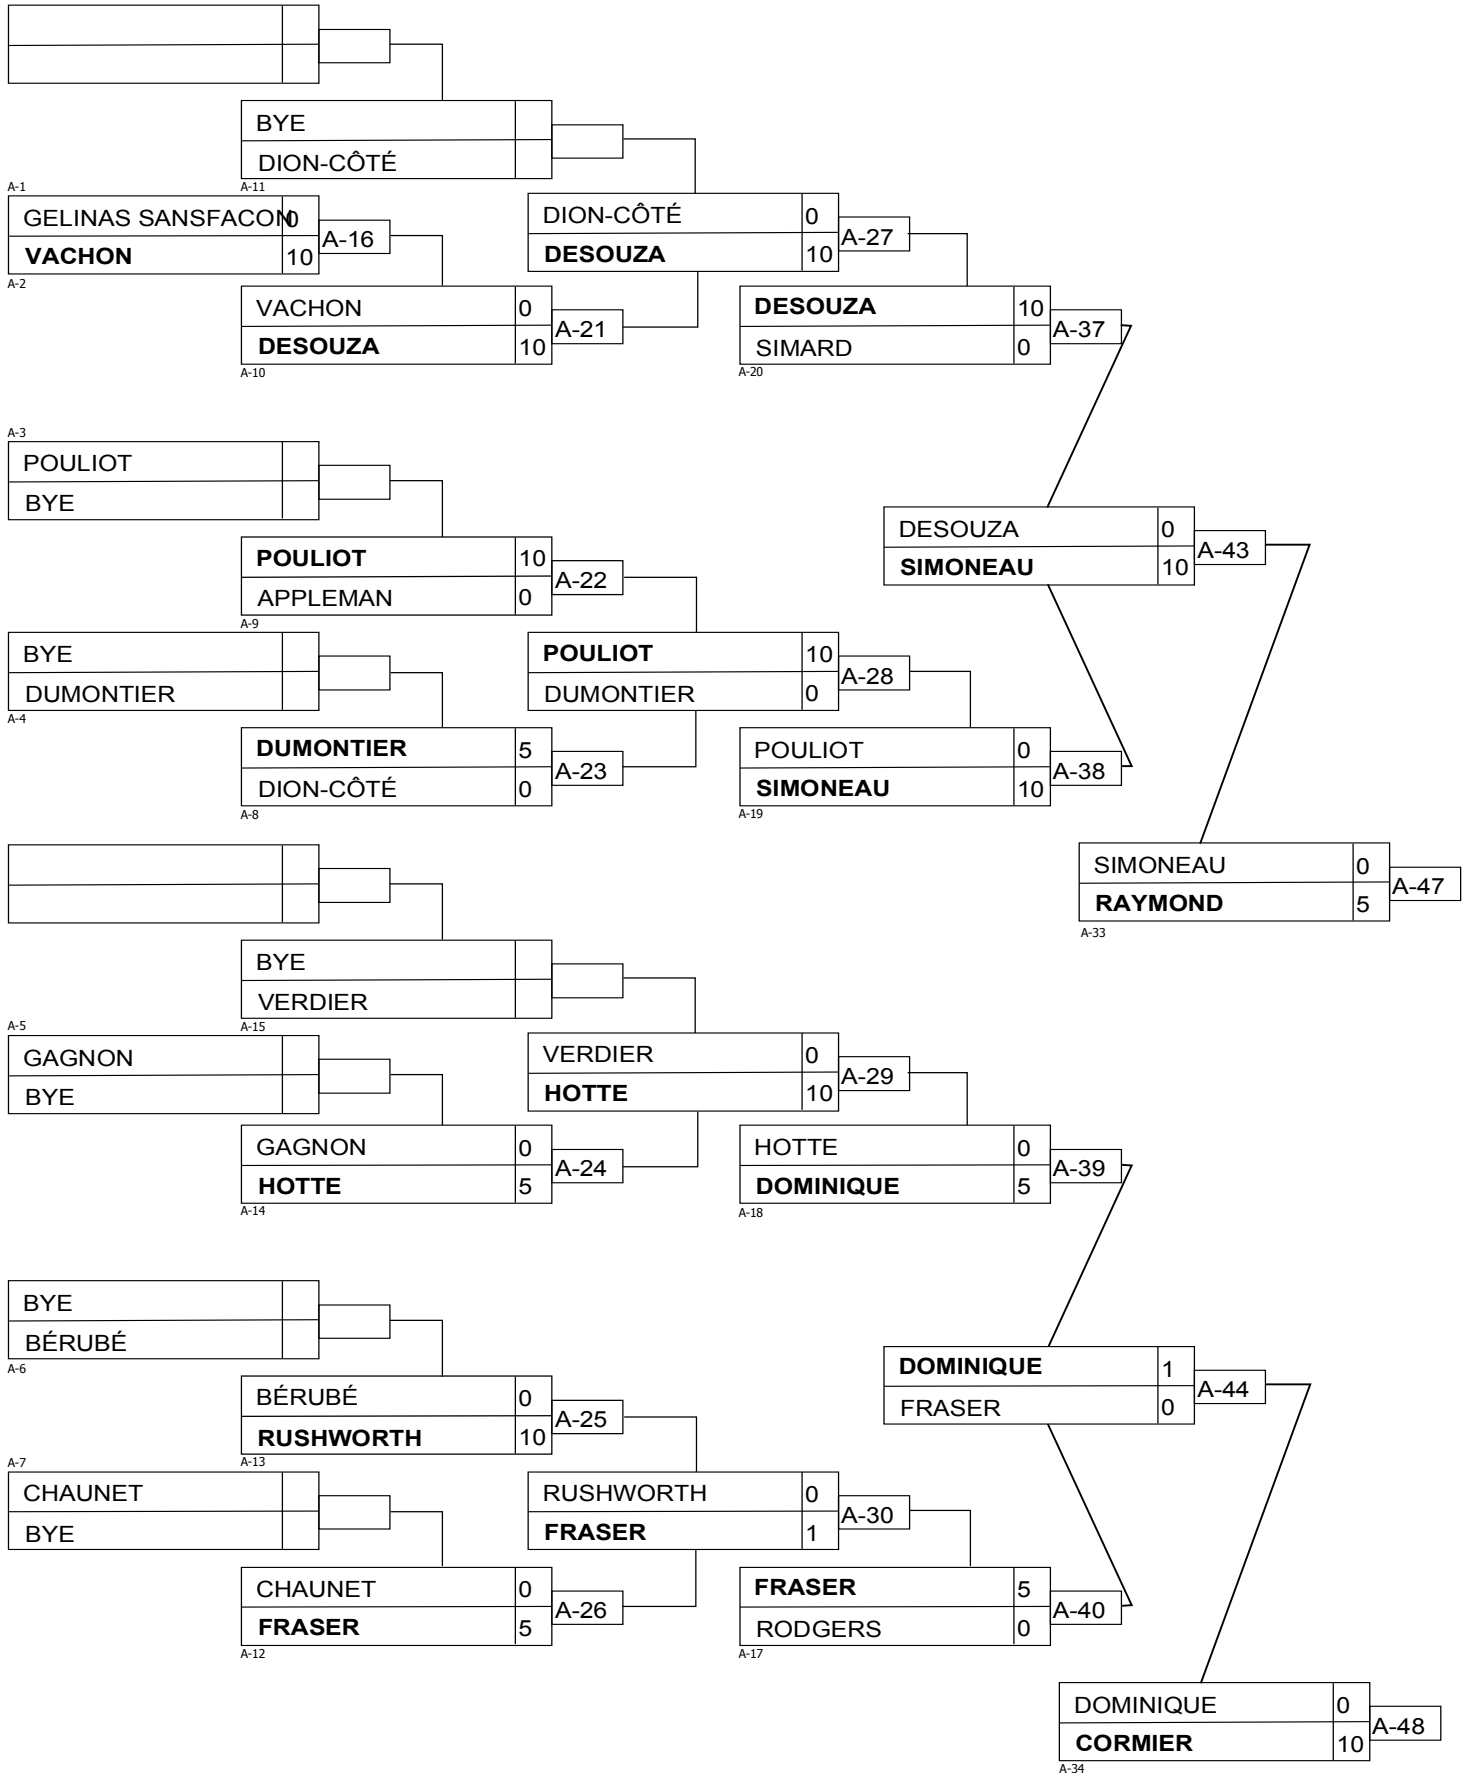 BYE
DION-CÔTÉ
A-1
A-11
GELINAS SANSFACON 0
VACHON 10
A-16
A-2
DION-CÔTÉ 0
DESOUZA 10
A-27
VACHON 0
DESOUZA 10
A-21
A-10
DESOUZA 10
SIMARD 0
A-37
A-20
A-3
POULIOT
BYE
POULIOT 10
APPLEMAN 0
A-22
A-9
DESOUZA 0
SIMONEAU 10
A-43
BYE
DUMONTIER
A-4
POULIOT 10
DUMONTIER 0
A-28
DUMONTIER 5
DION-CÔTÉ 0
A-23
A-8
POULIOT 0
SIMONEAU 10
A-38
A-19
SIMONEAU 0
RAYMOND 5
A-47
A-33
BYE
VERDIER
A-5
A-15
GAGNON
BYE
VERDIER 0
HOTTE 10
A-29
GAGNON 0
HOTTE 5
A-24
A-14
HOTTE 0
DOMINIQUE 5
A-39
A-18
BYE
BÉRUBÉ
A-6
BÉRUBÉ 0
RUSHWORTH 10
A-25
A-13
DOMINIQUE 1
FRASER 0
A-44
A-7
CHAUNET
BYE
RUSHWORTH 0
FRASER 1
A-30
CHAUNET 0
FRASER 5
A-26
A-12
FRASER 5
RODGERS 0
A-40
A-17
DOMINIQUE 0
CORMIER 10
A-48
A-34